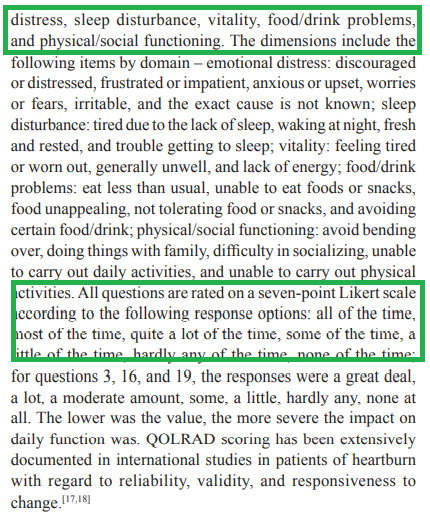 distress, sleep disturbance, vitality, food/drink problems,
and physical/social functioning. The dimensions include the
following items by domain – emotional distress: discouraged
or distressed, frustrated or impatient, anxious or upset, worries
or fears, irritable, and the exact cause is not known; sleep
disturbance: tired due to the lack of sleep, waking at night, fresh
and rested, and trouble getting to sleep; vitality: feeling tired
or worn out, generally unwell, and lack of energy; food/drink
problems: eat less than usual, unable to eat foods or snacks,
food unappealing, not tolerating food or snacks, and avoiding
certain food/drink; physical/social functioning: avoid bending
over, doing things with family, difficulty in socializing, unable
to carry out daily activities, and unable to carry out physical
activities. All questions are rated on a seven-point Likert scale
according to the following response options: all of the time,
most of the time, quite a lot of the time, some of the time, a
little of the time, hardly any of the time, none of the time;
for questions 3, 16, and 19, the responses were a great deal,
a lot, a moderate amount, some, a little, hardly any, none at
all. The lower was the value, the more severe the impact on
daily function was. QOLRAD scoring has been extensively
documented in international studies in patients of heartburn
with regard to reliability, validity, and responsiveness to
change.[17,18]